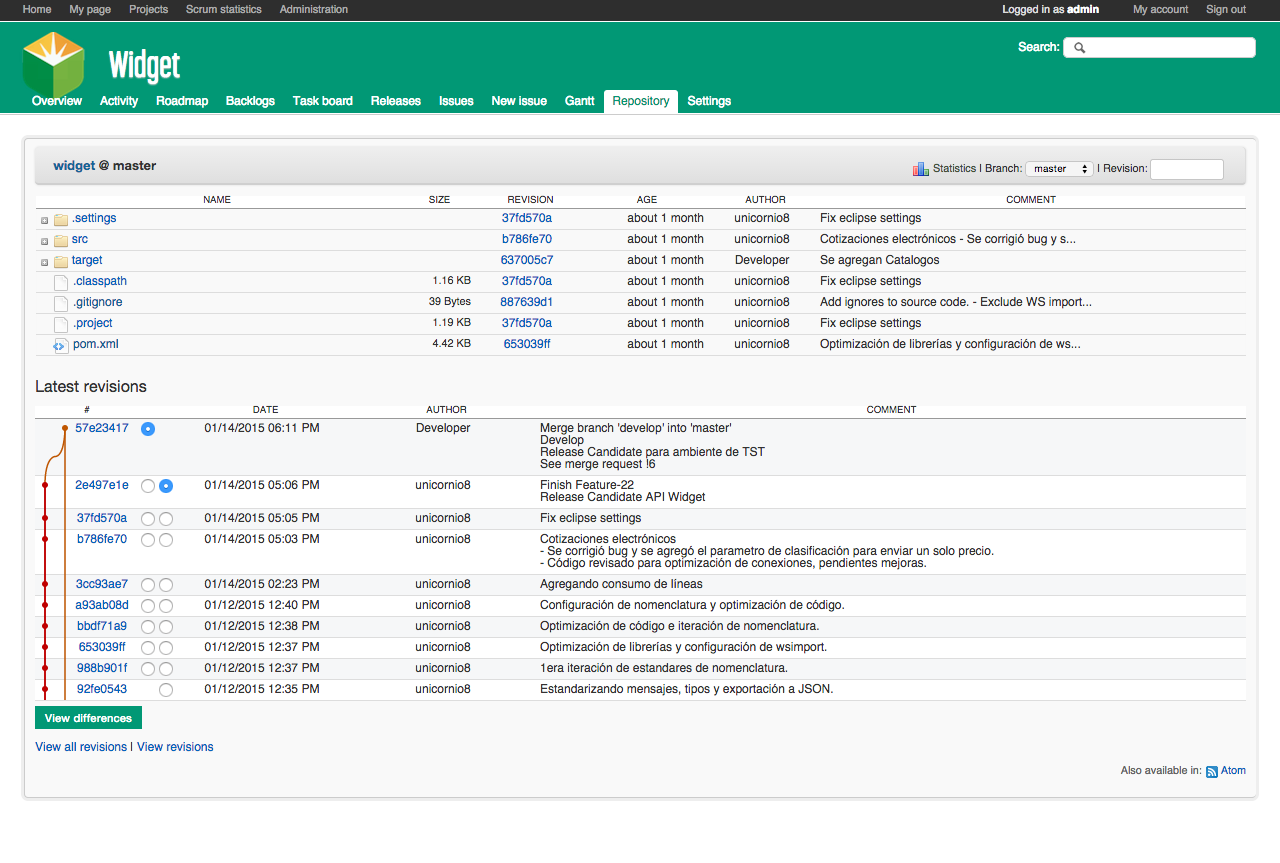 Home My page Projects Scrum statistics Administration Logged in as admin My account Sign out
Widget
Search:
Overview Activity Roadmap Backlogs Task board Releases Issues New issue Gantt Repository Settings
widget @ master
Statistics | Branch: master | Revision:
NAME SIZE REVISION AGE AUTHOR COMMENT
.settings 37fd570a about 1 month unicornio8 Fix eclipse settings
src b786fe70 about 1 month unicornio8 Cotizaciones electrónicos - Se corrigió bug y s...
target 637005c7 about 1 month Developer Se agregan Catalogos
.classpath 1.16 KB 37fd570a about 1 month unicornio8 Fix eclipse settings
.gitignore 39 Bytes 887639d1 about 1 month unicornio8 Add ignores to source code. - Exclude WS import...
.project 1.19 KB 37fd570a about 1 month unicornio8 Fix eclipse settings
pom.xml 4.42 KB 653039ff about 1 month unicornio8 Optimización de librerías y configuración de ws...
Latest revisions
# DATE AUTHOR COMMENT
57e23417 01/14/2015 06:11 PM Developer Merge branch 'develop' into 'master'
Develop
Release Candidate para ambiente de TST
See merge request !6
2e497e1e 01/14/2015 05:06 PM unicornio8 Finish Feature-22
Release Candidate API Widget
37fd570a 01/14/2015 05:05 PM unicornio8 Fix eclipse settings
b786fe70 01/14/2015 05:03 PM unicornio8 Cotizaciones electrónicos
- Se corrigió bug y se agregó el parametro de clasificación para enviar un solo precio.
- Código revisado para optimización de conexiones, pendientes mejoras.
3cc93ae7 01/14/2015 02:23 PM unicornio8 Agregando consumo de líneas
a93ab08d 01/12/2015 12:40 PM unicornio8 Configuración de nomenclatura y optimización de código.
bbdf71a9 01/12/2015 12:38 PM unicornio8 Optimización de código e iteración de nomenclatura.
653039ff 01/12/2015 12:37 PM unicornio8 Optimización de librerías y configuración de wsimport.
988b901f 01/12/2015 12:37 PM unicornio8 1era iteración de estandares de nomenclatura.
92fe0543 01/12/2015 12:35 PM unicornio8 Estandarizando mensajes, tipos y exportación a JSON.
View differences
View all revisions | View revisions
Also available in: Atom